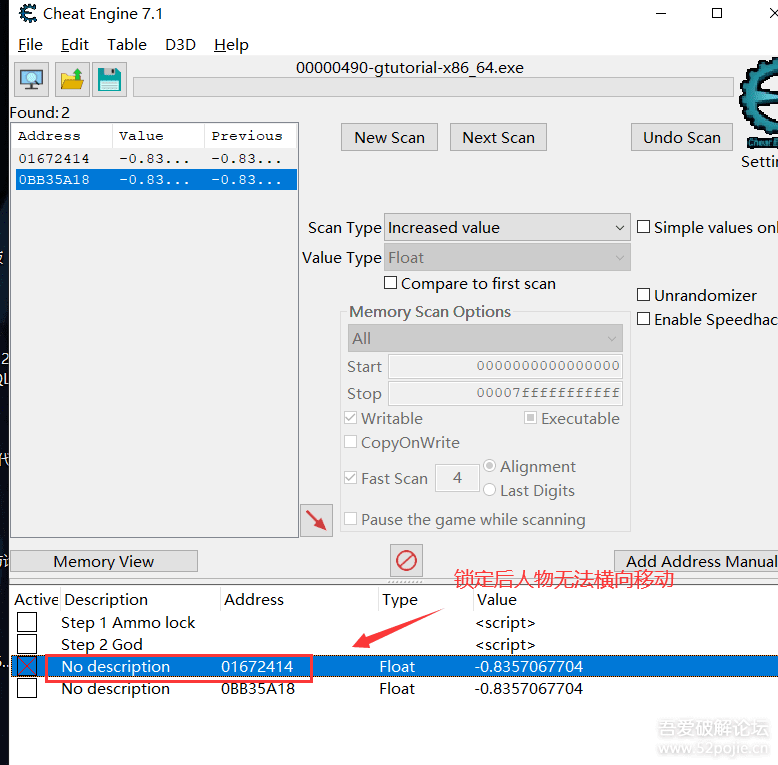 Cheat Engine 7.1
File Edit Table D3D Help
00000490-gtutorial-x86_64.exe
Found:2
Address Value Previous
01672414 -0.83... -0.83...
0BB35A18 -0.83... -0.83...
New Scan Next Scan Undo Scan
Settin
Scan Type Increased value Simple values onl
Value Type Float
Compare to first scan
Memory Scan Options
Unrandomizer
All
Enable Speedhac
Start 0000000000000000
Stop 00007fffffffffff
Writable Executable
CopyOnWrite
Fast Scan 4 Alignment
Last Digits
Pause the game while scanning
Memory View Add Address Manual
锁定后人物无法横向移动
Active Description Address Type Value
Step 1 Ammo lock <script>
Step 2 God <script>
No description 01672414 Float -0.8357067704
No description 0BB35A18 Float -0.8357067704
吾爱破解论坛
www.52pojie.cn